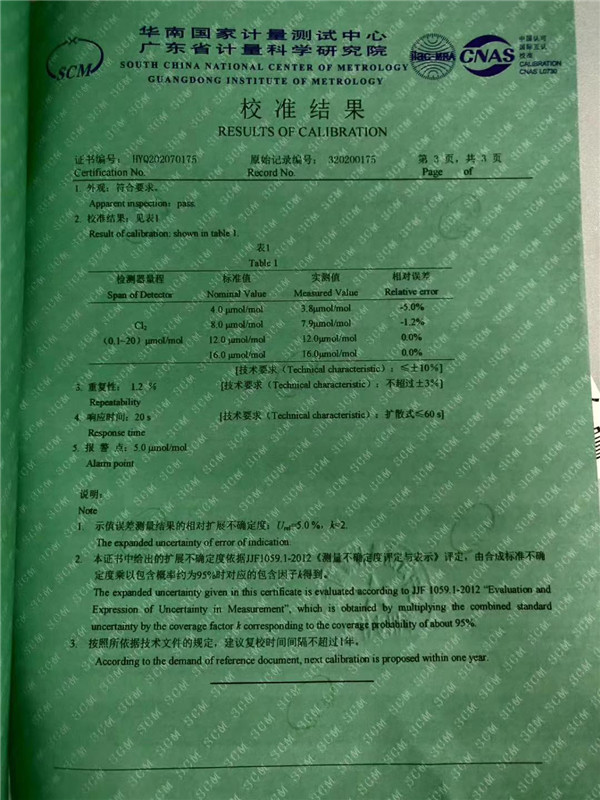 华南国家计量测试中心
广东省计量科学研究院
SOUTH CHINA NATIONAL CENTER OF METROLOGY
GUANGDONG INSTITUTE OF METROLOGY
SCM
ilac-MRA
CNAS
中国认可
国际互认
校准
CALIBRATION
CNAS L0730
校准结果
RESULTS OF CALIBRATION
证书编号: HYQ202070175 原始记录编号: 320200175 第 3 页, 共 3 页
Certification No. Record No. Page of
1. 外观: 符合要求。
Apparent inspection: pass.
2. 校准结果: 见表1
Result of calibration: shown in table 1.
表1
Table 1
检测器量程 标准值 实测值 相对误差
Span of Detector Nominal Value Measured Value Relative error
4.0 μmol/mol 3.8μmol/mol -5.0%
Cl₂ 8.0 μmol/mol 7.9μmol/mol -1.2%
(0.1~20) μmol/mol 12.0 μmol/mol 12.0μmol/mol 0.0%
16.0 μmol/mol 16.0μmol/mol 0.0%
[技术要求 (Technical characteristic): ≤±10%]
3. 重复性: 1.2 % [技术要求 (Technical characteristic): 不超过±3%]
Repeatability
4. 响应时间: 20 s [技术要求 (Technical characteristic): 扩散式≤60 s]
Response time
5. 报 警 点: 5.0 μmol/mol
Alarm point
说明:
Note
1. 示值误差测量结果的相对扩展不确定度: Urel=5.0 %, k=2.
The expanded uncertainty of error of indication.
2. 本证书中给出的扩展不确定度依据JJF1059.1-2012《测量不确定度评定与表示》评定, 由合成标准不确
定度乘以包含概率约为95%时对应的包含因子k得到。
The expanded uncertainty given in this certificate is evaluated according to JJF 1059.1-2012 "Evaluation and
Expression of Uncertainty in Measurement", which is obtained by multiplying the combined standard
uncertainty by the coverage factor k corresponding to the coverage probability of about 95%.
3. 按照所依据技术文件的规定, 建议复校时间间隔不超过1年。
According to the demand of reference document, next calibration is proposed within one year.